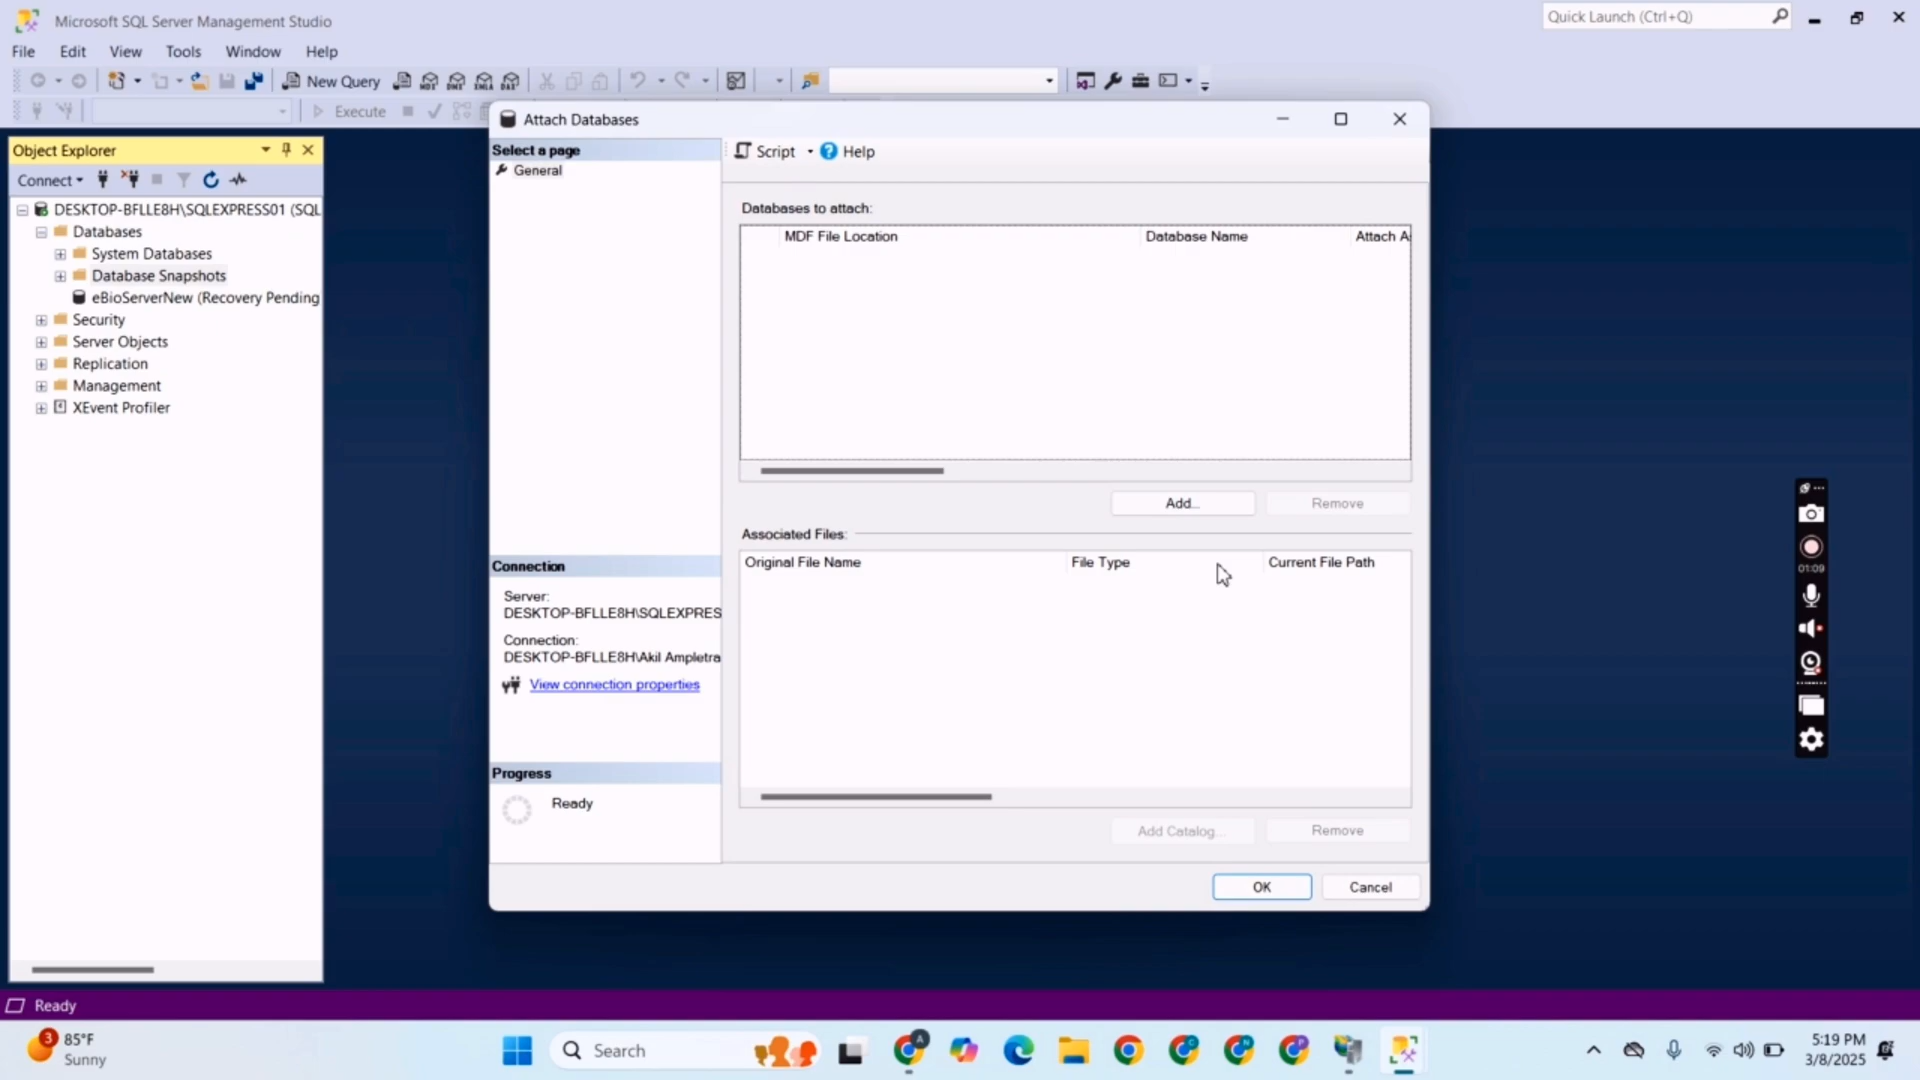 Microsoft SQL Server Management Studio
Quick Launch (Ctrl+Q)
File Edit View Tools Window Help
New Query
Execute
Object Explorer
Connect
DESKTOP-BFLLE8H\SQLEXPRESS01 (SQL
Databases
System Databases
Database Snapshots
eBioServerNew (Recovery Pending
Security
Server Objects
Replication
Management
XEvent Profiler
Attach Databases
Select a page
General
Script Help
Databases to attach:
MDF File Location Database Name Attach A
Add... Remove
Associated Files:
Original File Name File Type Current File Path
Connection
Server:
DESKTOP-BFLLE8H\SQLEXPRES
Connection:
DESKTOP-BFLLE8H\Akil Ampletra
View connection properties
Progress
Ready
Add Catalog... Remove
OK Cancel
01:09
Ready
3
85°F
Sunny
Search
A
5:19 PM
3/8/2025